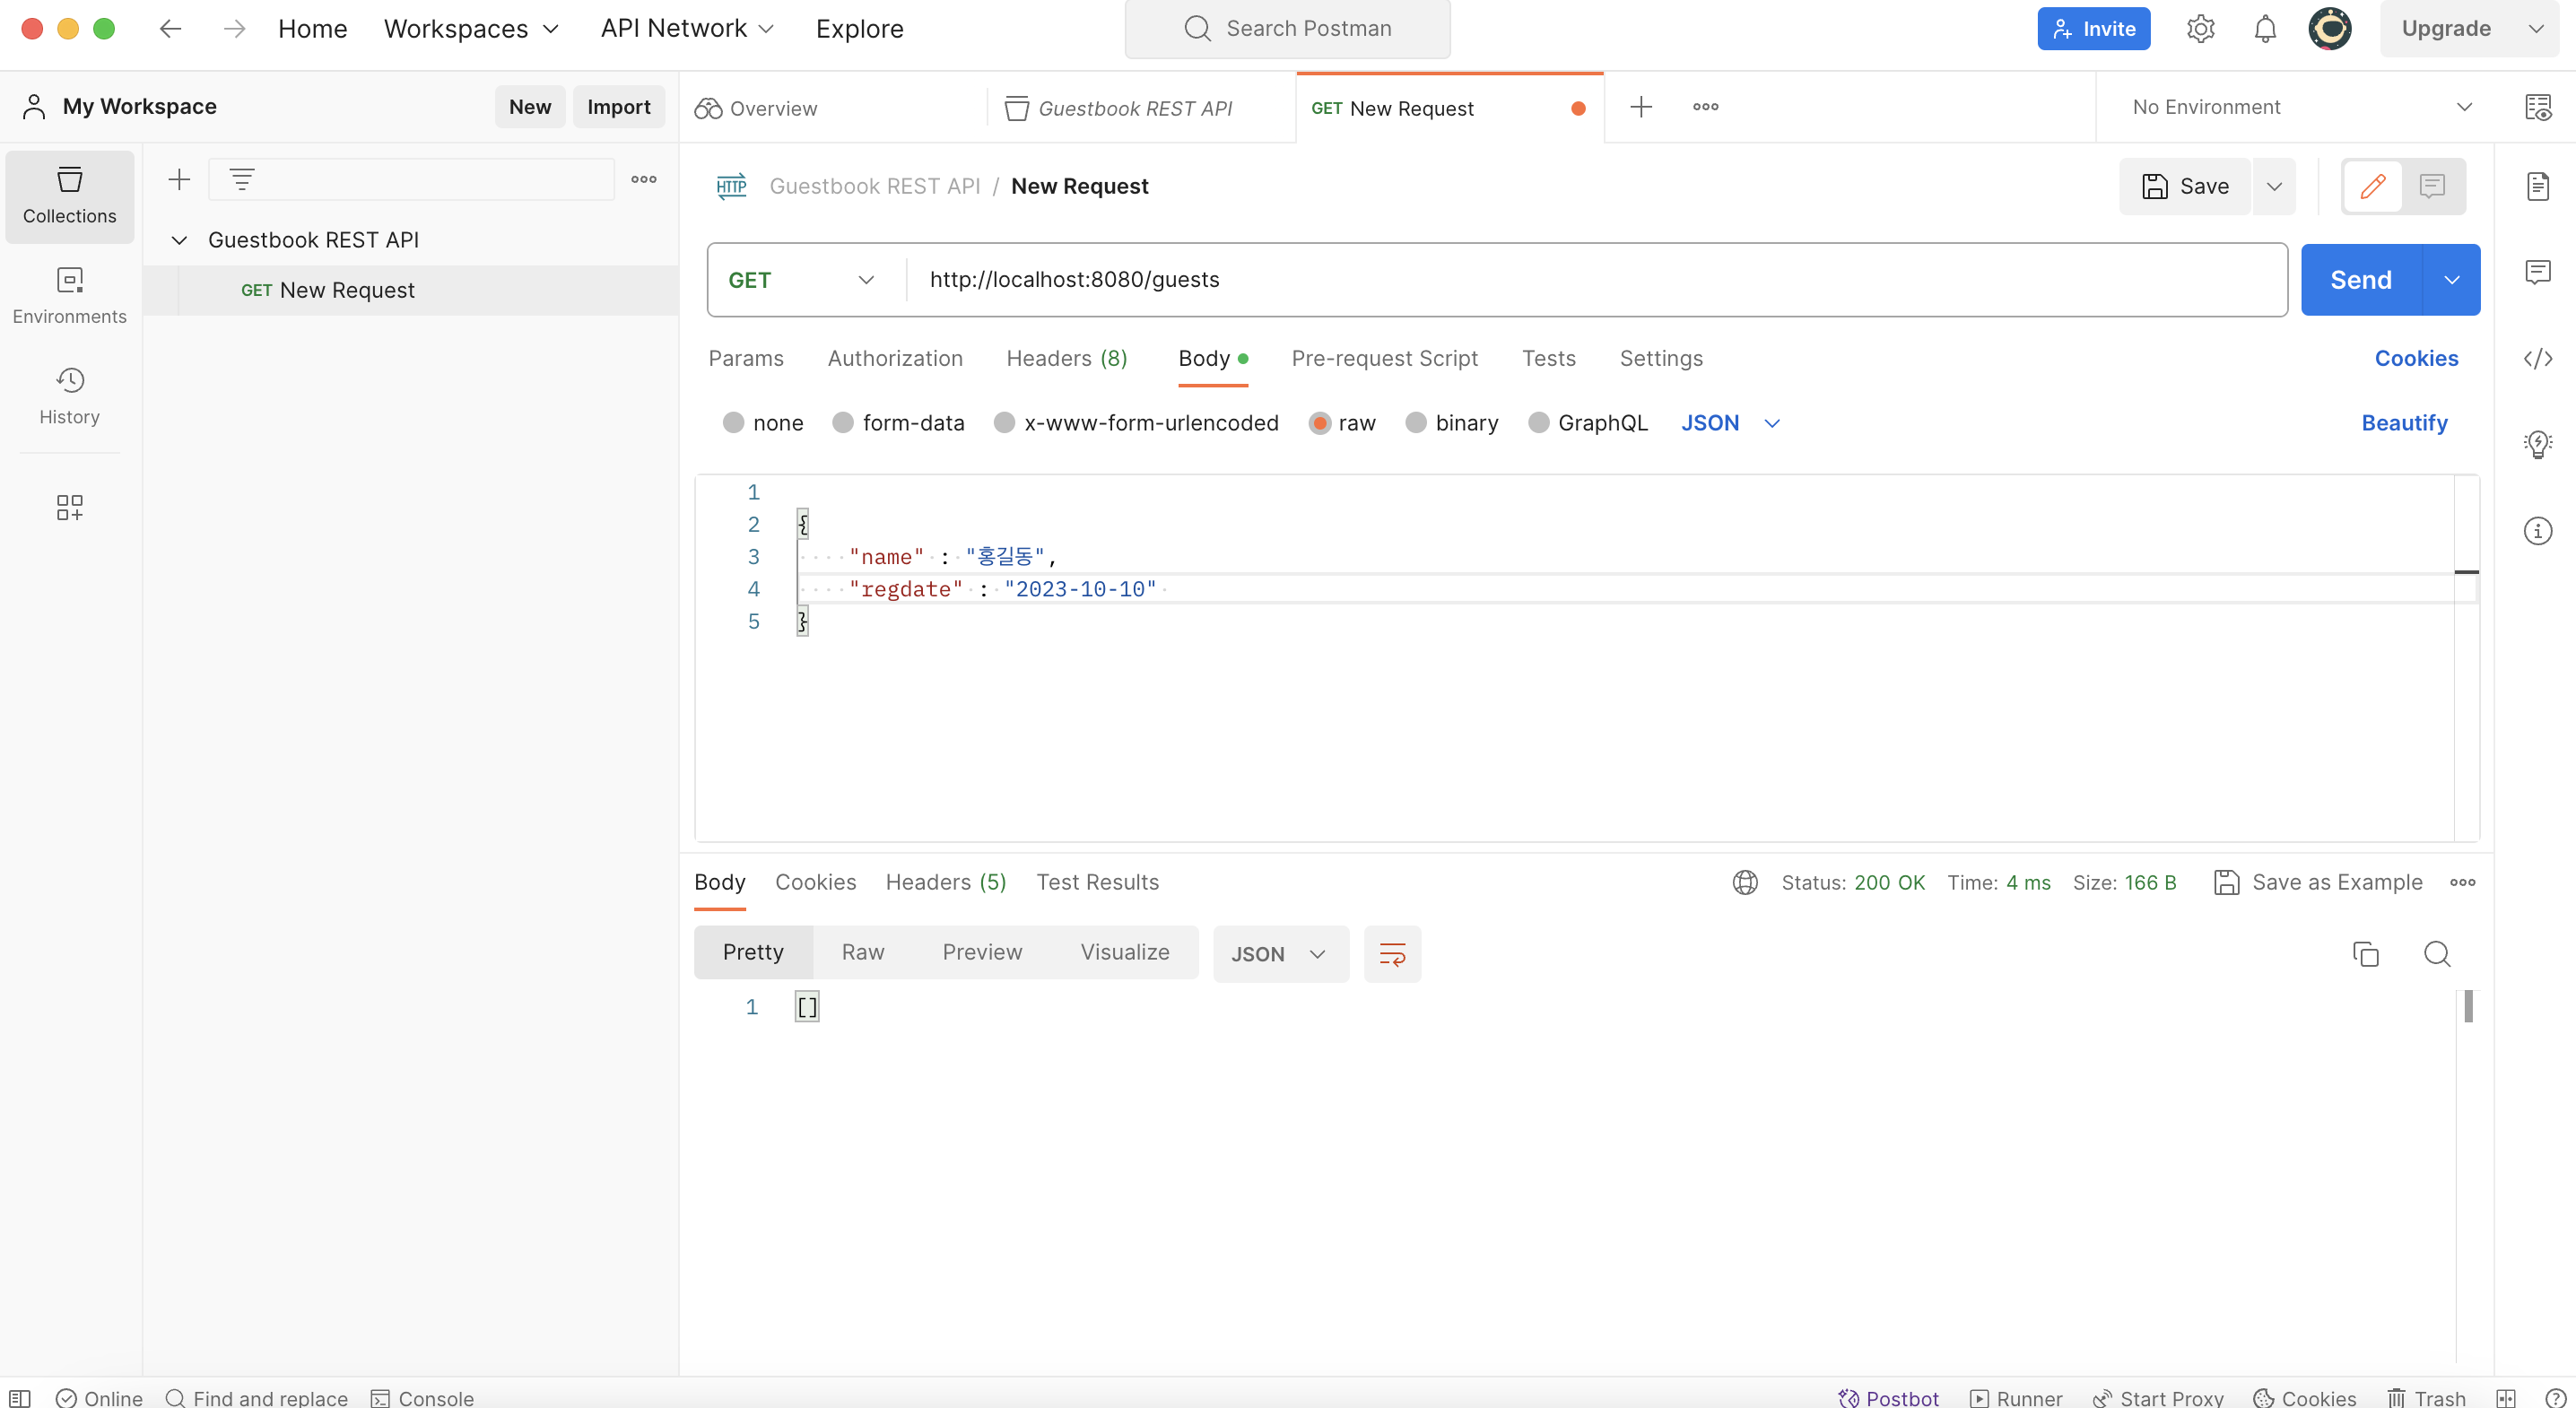 Home Workspaces API Network Explore Search Postman Invite Upgrade
My Workspace New Import Overview Guestbook REST API GET New Request No Environment
Collections
Environments
History
Guestbook REST API
GET New Request
HTTP Guestbook REST API / New Request Save
GET http://localhost:8080/guests Send
Params Authorization Headers (8) Body Pre-request Script Tests Settings Cookies
none form-data x-www-form-urlencoded raw binary GraphQL JSON Beautify
1
2 {
3 "name" : "홍길동",
4 "regdate" : "2023-10-10"
5 }
Body Cookies Headers (5) Test Results Status: 200 OK Time: 4 ms Size: 166 B Save as Example
Pretty Raw Preview Visualize JSON
1 []
Online Find and replace Console Postbot Runner Start Proxy Cookies Trash